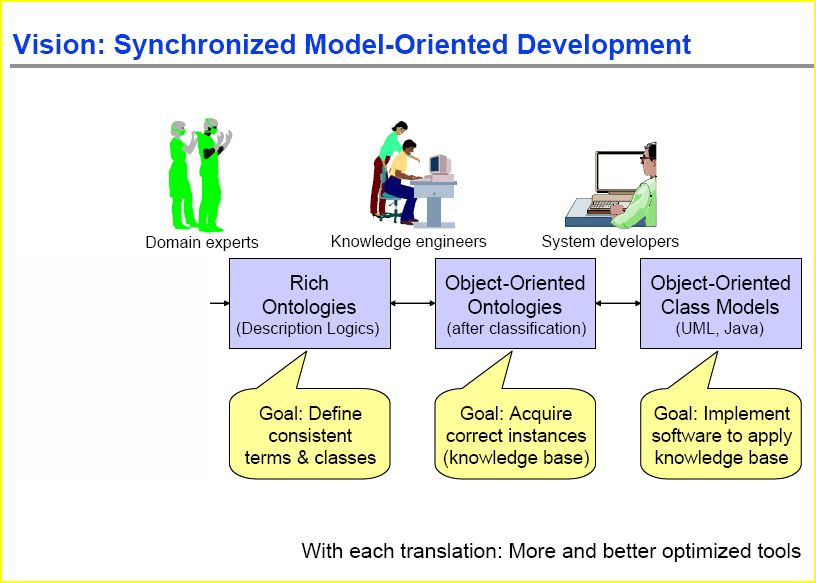 Vision: Synchronized Model-Oriented Development
Domain experts
Knowledge engineers
System developers
Rich
Ontologies
(Description Logics)
Object-Oriented
Ontologies
(after classification)
Object-Oriented
Class Models
(UML, Java)
Goal: Define
consistent
terms & classes
Goal: Acquire
correct instances
(knowledge base)
Goal: Implement
software to apply
knowledge base
With each translation: More and better optimized tools